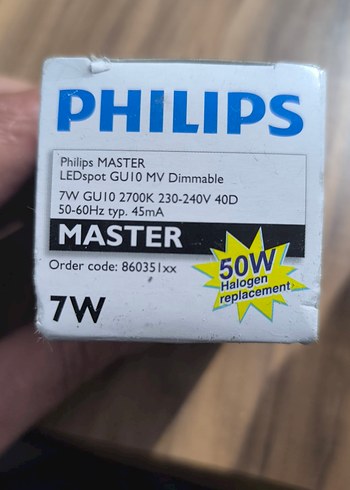 PHILIPS
Philips MASTER
LEDspot GU10 MV Dimmable
7W GU10 2700K 230-240V 40D
50-60Hz typ. 45mA
MASTER
Order code: 860351xx
50W
Halogen
replacement
7W